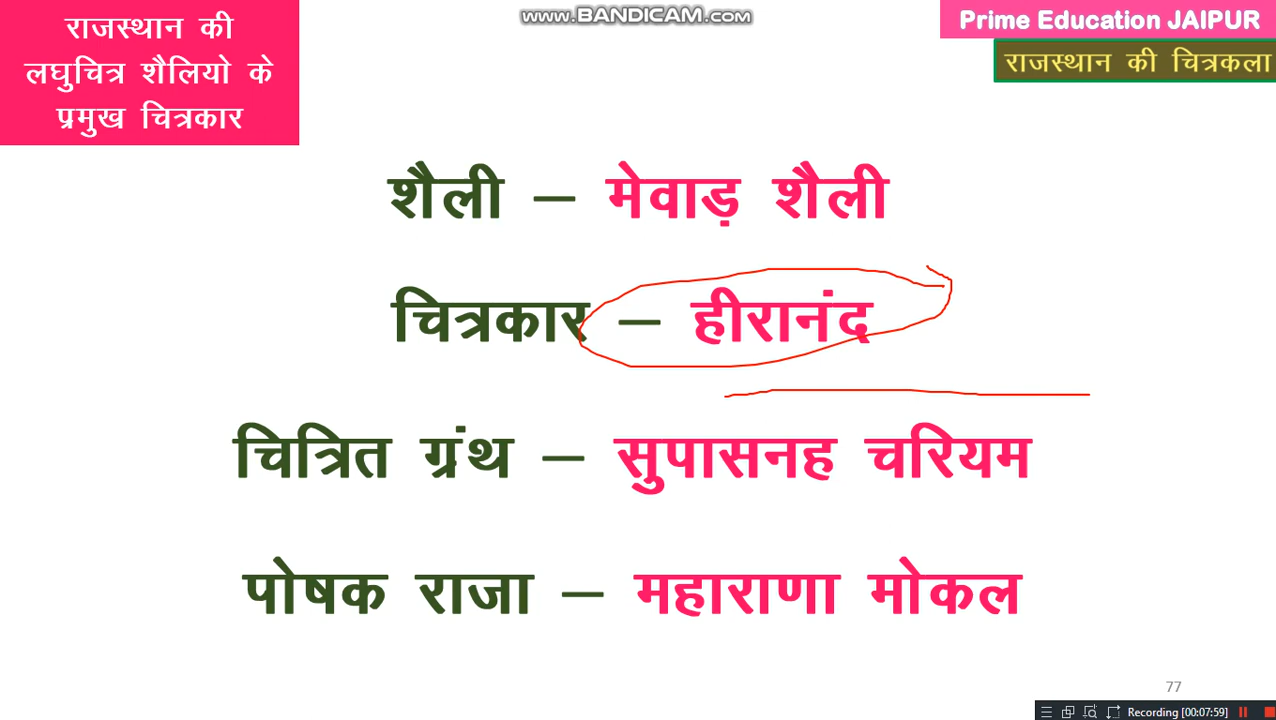 राजस्थान की
लघुचित्र शैलियो के
प्रमुख चित्रकार
www.BANDICAM.com
Prime Education JAIPUR
राजस्थान की चित्रकला
शैली – मेवाड़ शैली
चित्रकार – हीरानंद
चित्रित ग्रंथ – सुपासनह चरियम
पोषक राजा – महाराणा मोकल
77
Recording [00:07:59]